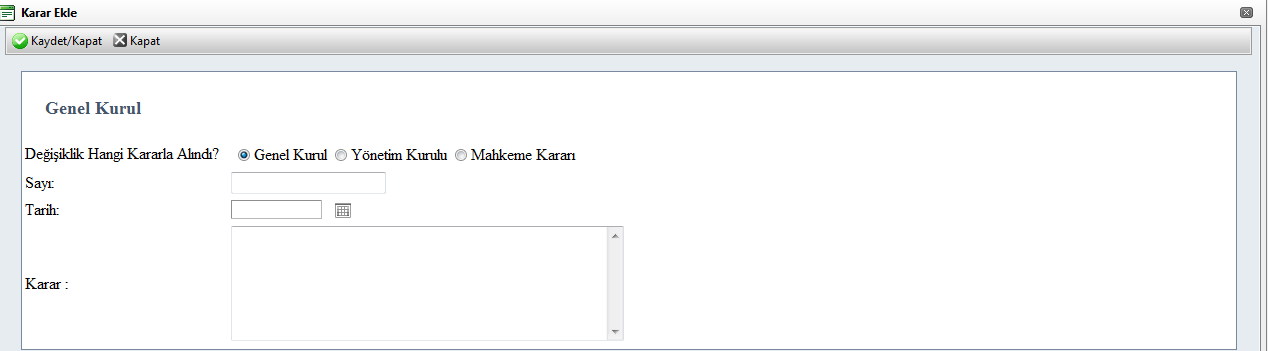 Karar Ekle
Kaydet/Kapat Kapat
Genel Kurul
Değişiklik Hangi Kararla Alındı? Genel Kurul Yönetim Kurulu Mahkeme Kararı
Sayı:
Tarih:
Karar :